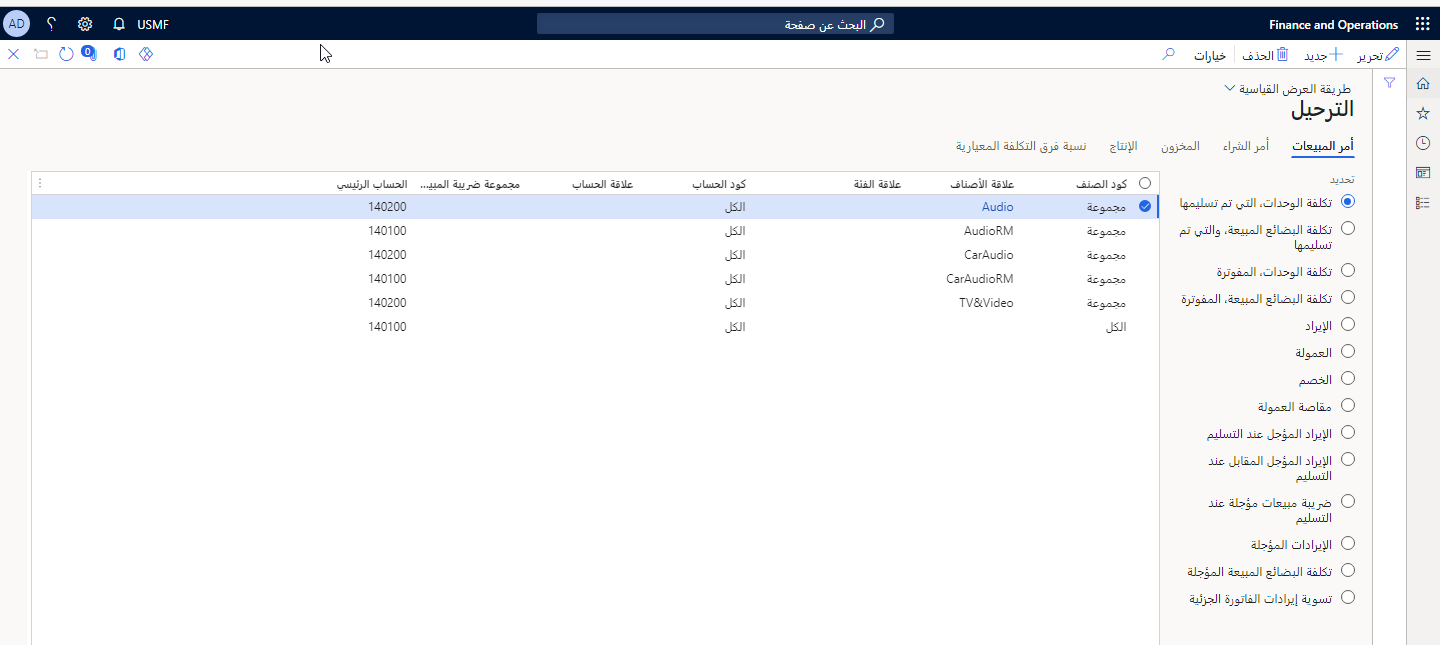 Finance and Operations
البحث عن صفحة
USMF
AD
تحرير
جديد
الحذف
خيارات
0
طريقة العرض القياسية
الترحيل
أمر المبيعات أمر الشراء المخزون الإنتاج نسبة فرق التكلفة المعيارية
تحديد
تكلفة الوحدات، التي تم تسليمها
تكلفة البضائع المبيعة، والتي تم
تسليمها
تكلفة الوحدات، المفوترة
تكلفة البضائع المبيعة، المفوترة
الإيراد
العمولة
الخصم
مقاصة العمولة
الإيراد المؤجل عند التسليم
الإيراد المؤجل المقابل عند
التسليم
ضريبة مبيعات مؤجلة عند
التسليم
الإيرادات المؤجلة
تكلفة البضائع المبيعة المؤجلة
تسوية إيرادات الفاتورة الجزئية
كود الصنف علاقة الأصناف علاقة الفئة كود الحساب علاقة الحساب مجموعة ضريبة المبيـ... الحساب الرئيسي
مجموعة Audio الكل 140200
مجموعة AudioRM الكل 140100
مجموعة CarAudio الكل 140200
مجموعة CarAudioRM الكل 140100
مجموعة TV&Video الكل 140200
الكل الكل 140100